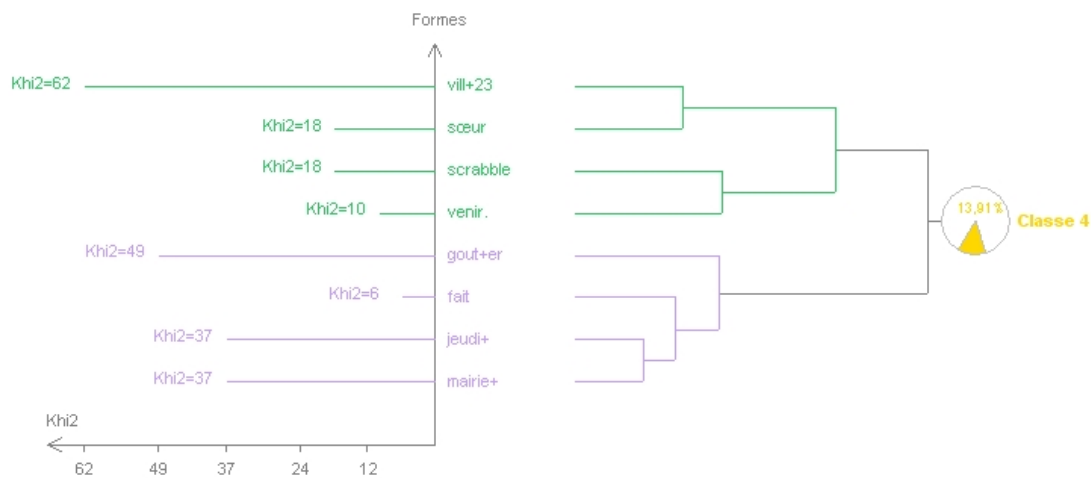 Formes
Khi2=62 vill+23
Khi2=18 sœur
Khi2=18 scrabble
Khi2=10 venir.
13,91% Classe 4
Khi2=49 gout+er
Khi2=6 fait
Khi2=37 jeudi+
Khi2=37 mairie+
Khi2
62 49 37 24 12